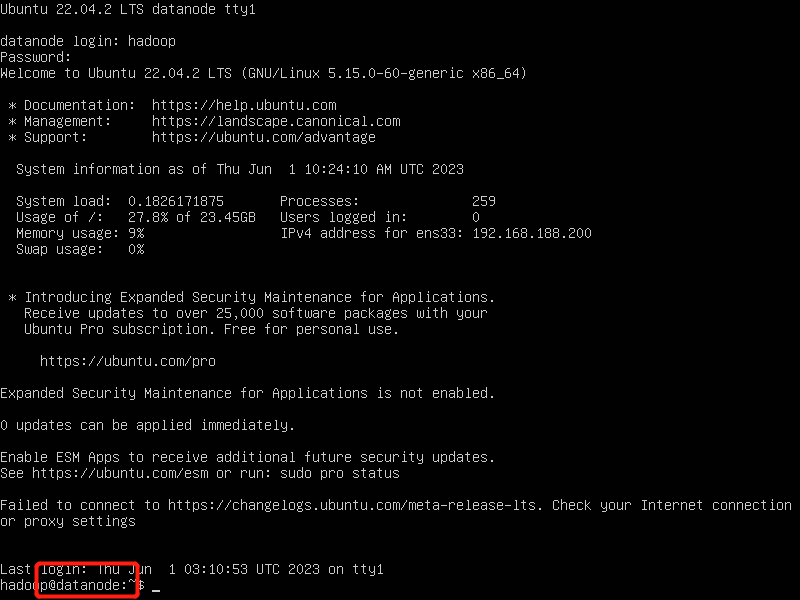 Ubuntu 22.04.2 LTS datanode tty1
datanode login: hadoop
Password:
Welcome to Ubuntu 22.04.2 LTS (GNU/Linux 5.15.0-60-generic x86_64)
* Documentation: https://help.ubuntu.com
* Management: https://landscape.canonical.com
* Support: https://ubuntu.com/advantage
System information as of Thu Jun 1 10:24:10 AM UTC 2023
System load: 0.1826171875 Processes: 259
Usage of /: 27.8% of 23.45GB Users logged in: 0
Memory usage: 9% IPv4 address for ens33: 192.168.188.200
Swap usage: 0%
* Introducing Expanded Security Maintenance for Applications.
Receive updates to over 25,000 software packages with your
Ubuntu Pro subscription. Free for personal use.
https://ubuntu.com/pro
Expanded Security Maintenance for Applications is not enabled.
0 updates can be applied immediately.
Enable ESM Apps to receive additional future security updates.
See https://ubuntu.com/esm or run: sudo pro status
Failed to connect to https://changelogs.ubuntu.com/meta-release-lts. Check your Internet connection
or proxy settings
Last login: Thu Jun 1 03:10:53 UTC 2023 on tty1
hadoop@datanode:~$ _